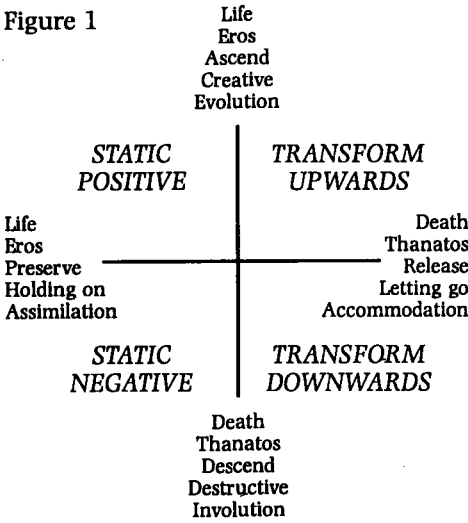 Figure 1
Life
Eros
Ascend
Creative
Evolution
STATIC
POSITIVE
TRANSFORM
UPWARDS
Life
Eros
Preserve
Holding on
Assimilation
Death
Thanatos
Release
Letting go
Accommodation
STATIC
NEGATIVE
TRANSFORM
DOWNWARDS
Death
Thanatos
Descend
Destructive
Involution